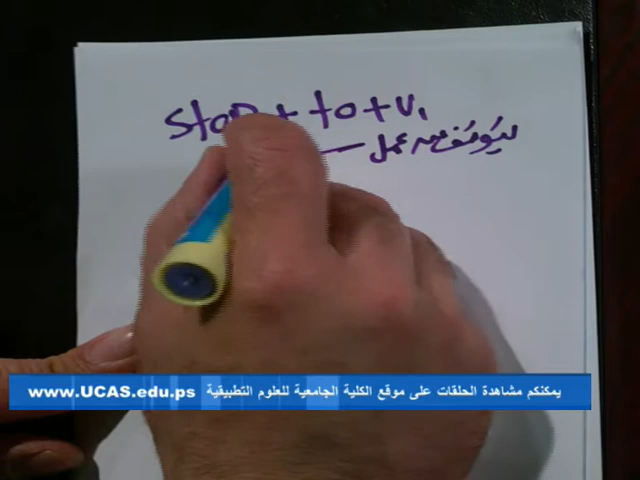 stop + to + v1
ليتوقف عن عمل —
www.UCAS.edu.ps يمكنكم مشاهدة الحلقات على موقع الكلية الجامعية للعلوم التطبيقية